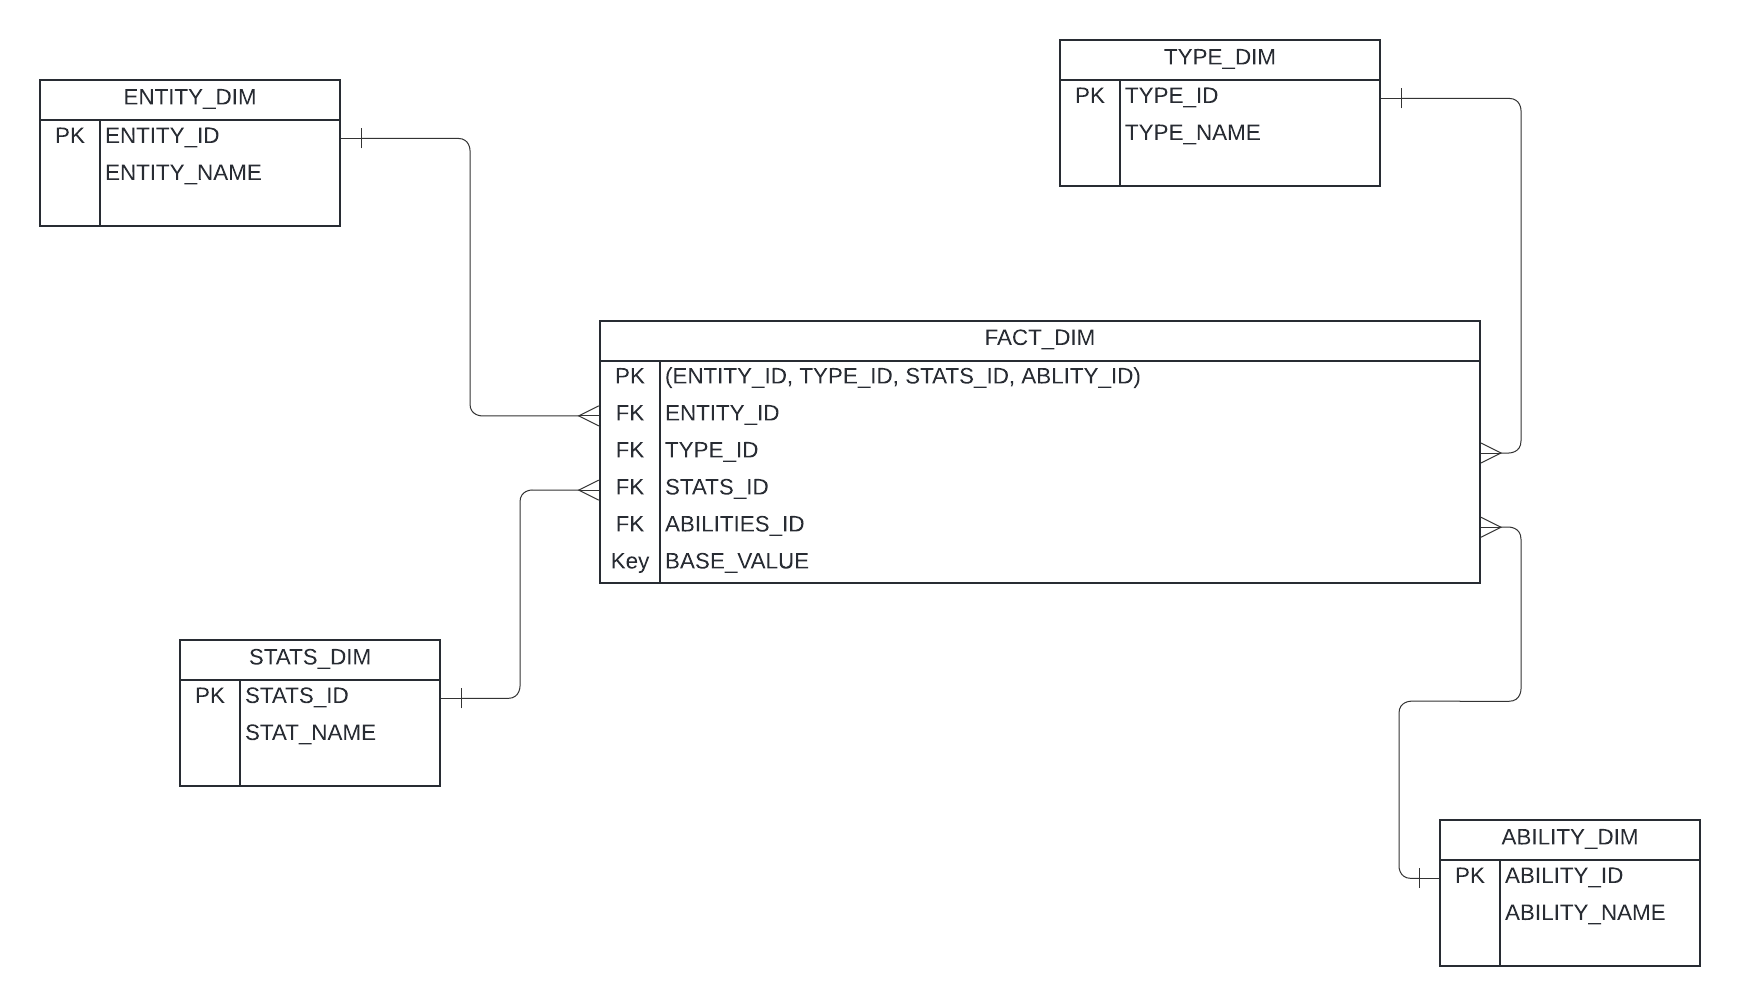 TYPE_DIM
PK TYPE_ID
TYPE_NAME
ENTITY_DIM
PK ENTITY_ID
ENTITY_NAME
FACT_DIM
PK (ENTITY_ID, TYPE_ID, STATS_ID, ABLITY_ID)
FK ENTITY_ID
FK TYPE_ID
FK STATS_ID
FK ABILITIES_ID
Key BASE_VALUE
STATS_DIM
PK STATS_ID
STAT_NAME
ABILITY_DIM
PK ABILITY_ID
ABILITY_NAME